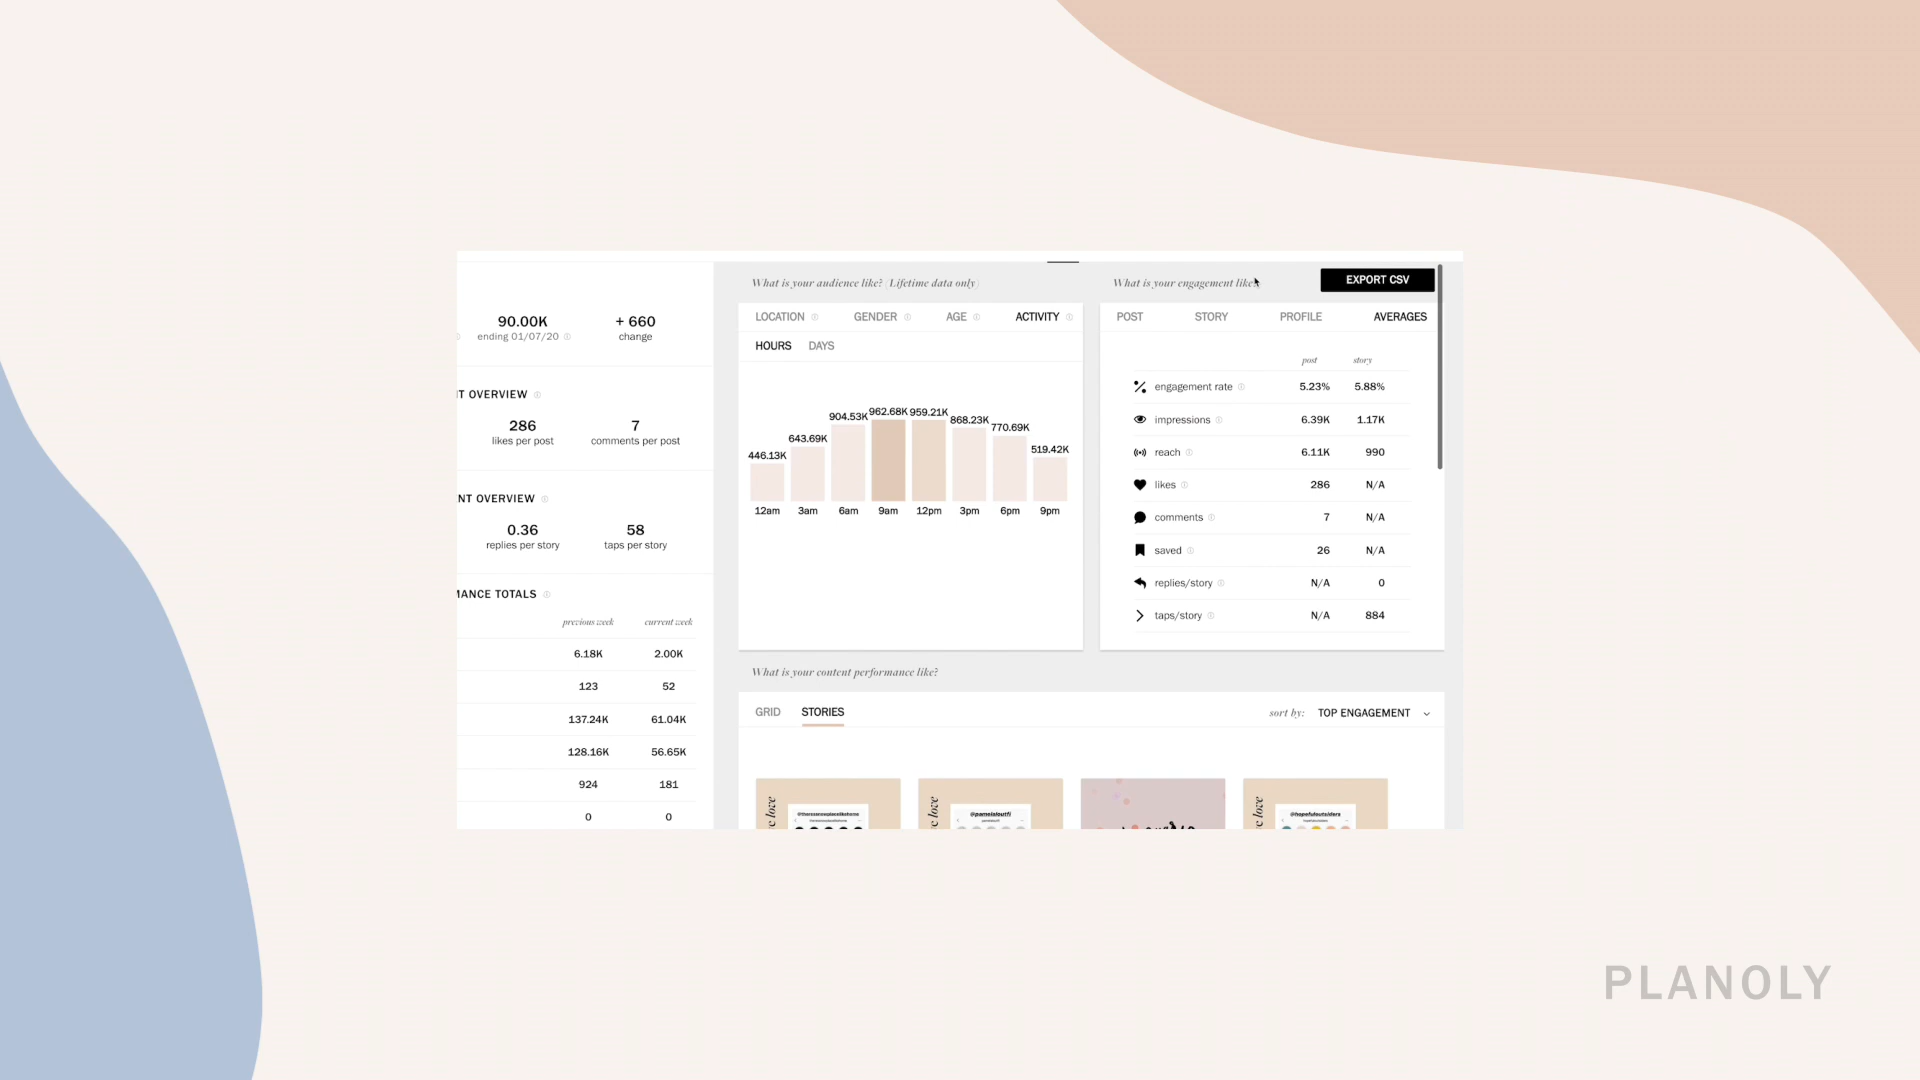 90.00K
ending 01/07/20
+ 660
change
T OVERVIEW
286
likes per post
7
comments per post
NT OVERVIEW
0.36
replies per story
58
taps per story
MANCE TOTALS
previous week current week
6.18K 2.00K
123 52
137.24K 61.04K
128.16K 56.65K
924 181
0 0
What is your audience like? (Lifetime data only)
LOCATION GENDER AGE ACTIVITY
HOURS DAYS
446.13K 643.69K 904.53K 962.68K 959.21K 868.23K 770.69K 519.42K
12am 3am 6am 9am 12pm 3pm 6pm 9pm
What is your engagement like?
EXPORT CSV
POST STORY PROFILE AVERAGES
post story
engagement rate 5.23% 5.88%
impressions 6.39K 1.17K
reach 6.11K 990
likes 286 N/A
comments 7 N/A
saved 26 N/A
replies/story N/A 0
taps/story N/A 884
What is your content performance like?
GRID STORIES
sort by: TOP ENGAGEMENT
@pamelsloutfi
@hopefuloutsiders
PLANOLY